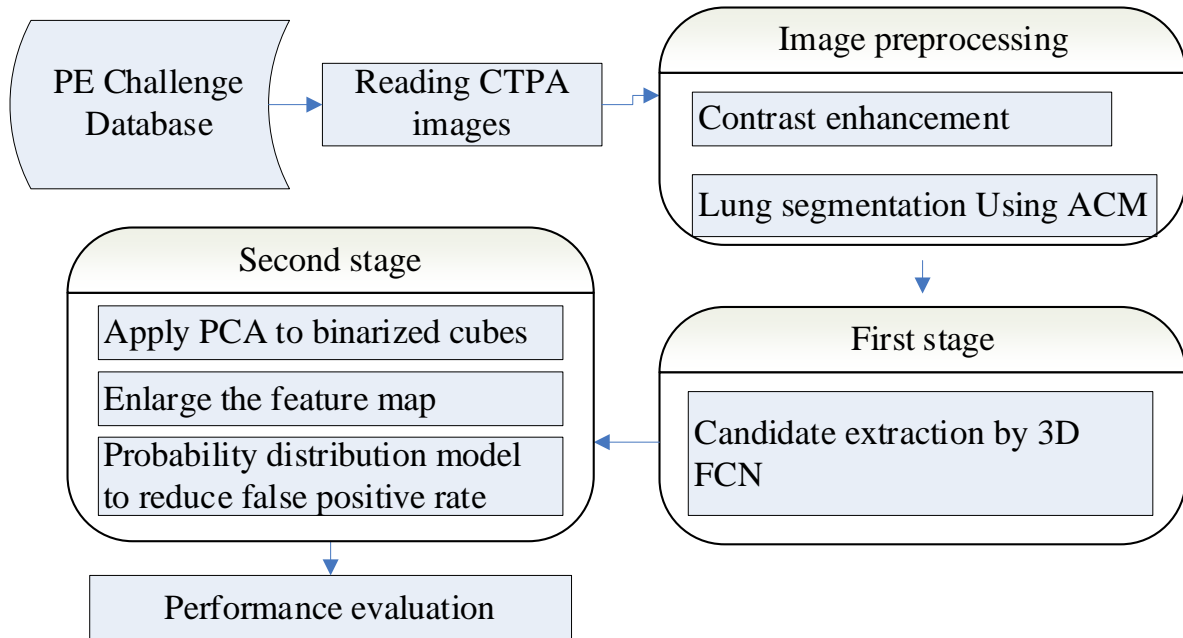 PE Challenge
Database
Reading CTPA
images
Image preprocessing
Contrast enhancement
Lung segmentation Using ACM
First stage
Candidate extraction by 3D
FCN
Second stage
Apply PCA to binarized cubes
Enlarge the feature map
Probability distribution model
to reduce false positive rate
Performance evaluation